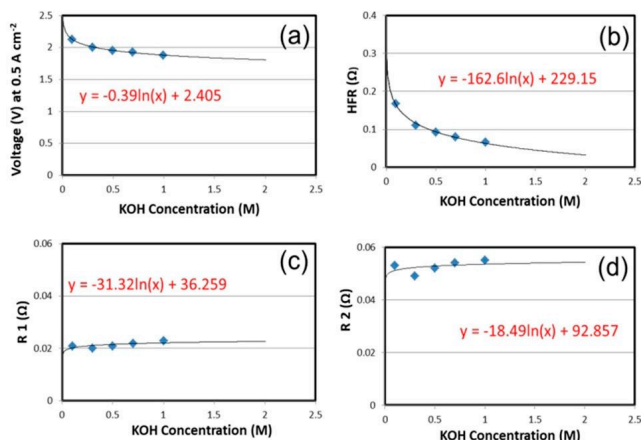 (a)
Voltage (V) at 0.5 A cm⁻²
2.5
2
1.5
1
0.5
0
y = -0.39ln(x) + 2.405
0 0.5 1 1.5 2 2.5
KOH Concentration (M)
(b)
HFR (Ω)
0.4
0.3
0.2
0.1
0
y = -162.6ln(x) + 229.15
0 0.5 1 1.5 2 2.5
KOH Concentration (M)
(c)
R 1 (Ω)
0.06
0.04
0.02
0.00
y = -31.32ln(x) + 36.259
0 0.5 1 1.5 2 2.5
KOH Concentration (M)
(d)
R 2 (Ω)
0.06
0.04
0.02
0.00
y = -18.49ln(x) + 92.857
0 0.5 1 1.5 2 2.5
KOH Concentration (M)